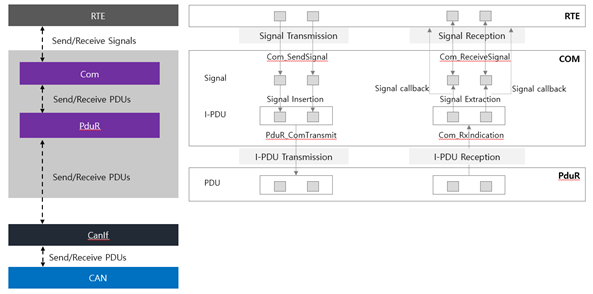 RTE
Send/Receive Signals
Com
Send/Receive PDUs
PduR
Send/Receive PDUs
CanIf
Send/Receive PDUs
CAN
RTE
Signal Transmission
Signal Reception
COM
Com_SendSignal
Com_ReceiveSignal
Signal
Signal callback
Signal callback
Signal Insertion
Signal Extraction
I-PDU
PduR_ComTransmit
Com_RxIndication
I-PDU Transmission
I-PDU Reception
PduR
PDU